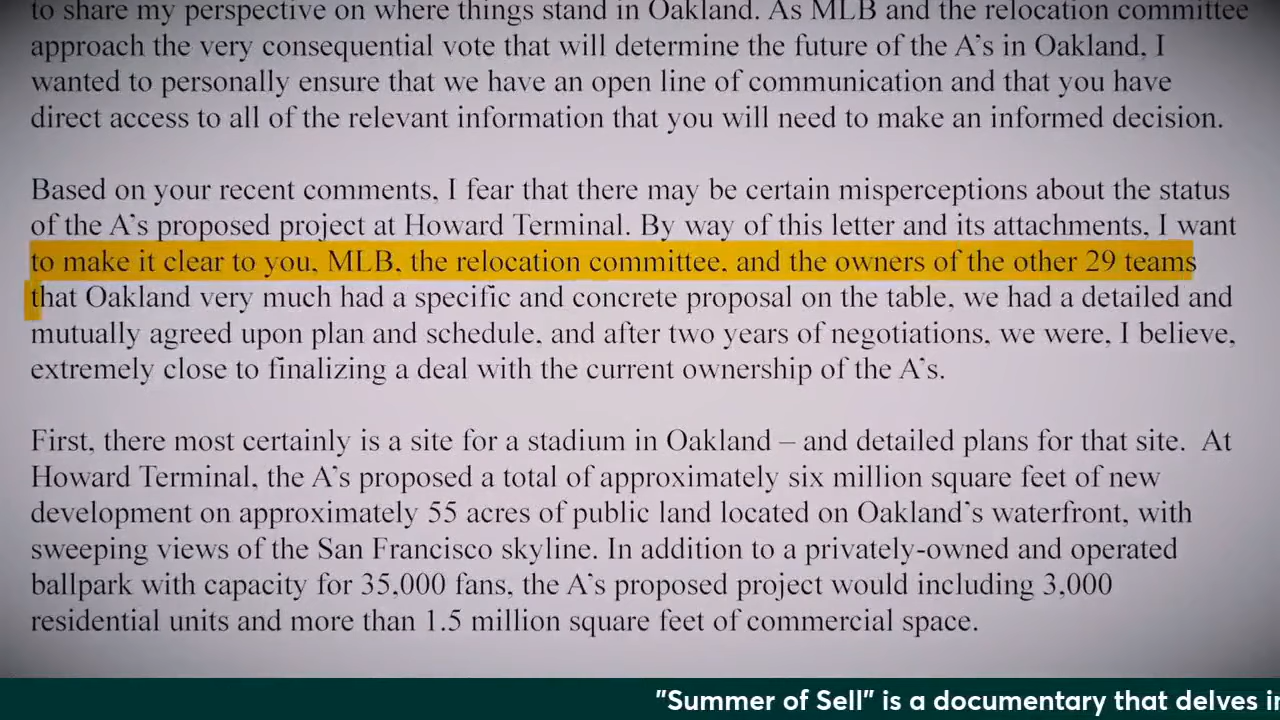 to share my perspective on where things stand in Oakland. As MLB and the relocation committee
approach the very consequential vote that will determine the future of the A's in Oakland, I
wanted to personally ensure that we have an open line of communication and that you have
direct access to all of the relevant information that you will need to make an informed decision.
Based on your recent comments, I fear that there may be certain misperceptions about the status
of the A's proposed project at Howard Terminal. By way of this letter and its attachments, I want
to make it clear to you, MLB, the relocation committee, and the owners of the other 29 teams
that Oakland very much had a specific and concrete proposal on the table, we had a detailed and
mutually agreed upon plan and schedule, and after two years of negotiations, we were, I believe,
extremely close to finalizing a deal with the current ownership of the A's.
First, there most certainly is a site for a stadium in Oakland – and detailed plans for that site. At
Howard Terminal, the A's proposed a total of approximately six million square feet of new
development on approximately 55 acres of public land located on Oakland's waterfront, with
sweeping views of the San Francisco skyline. In addition to a privately-owned and operated
ballpark with capacity for 35,000 fans, the A's proposed project would including 3,000
residential units and more than 1.5 million square feet of commercial space.
"Summer of Sell" is a documentary that delves i